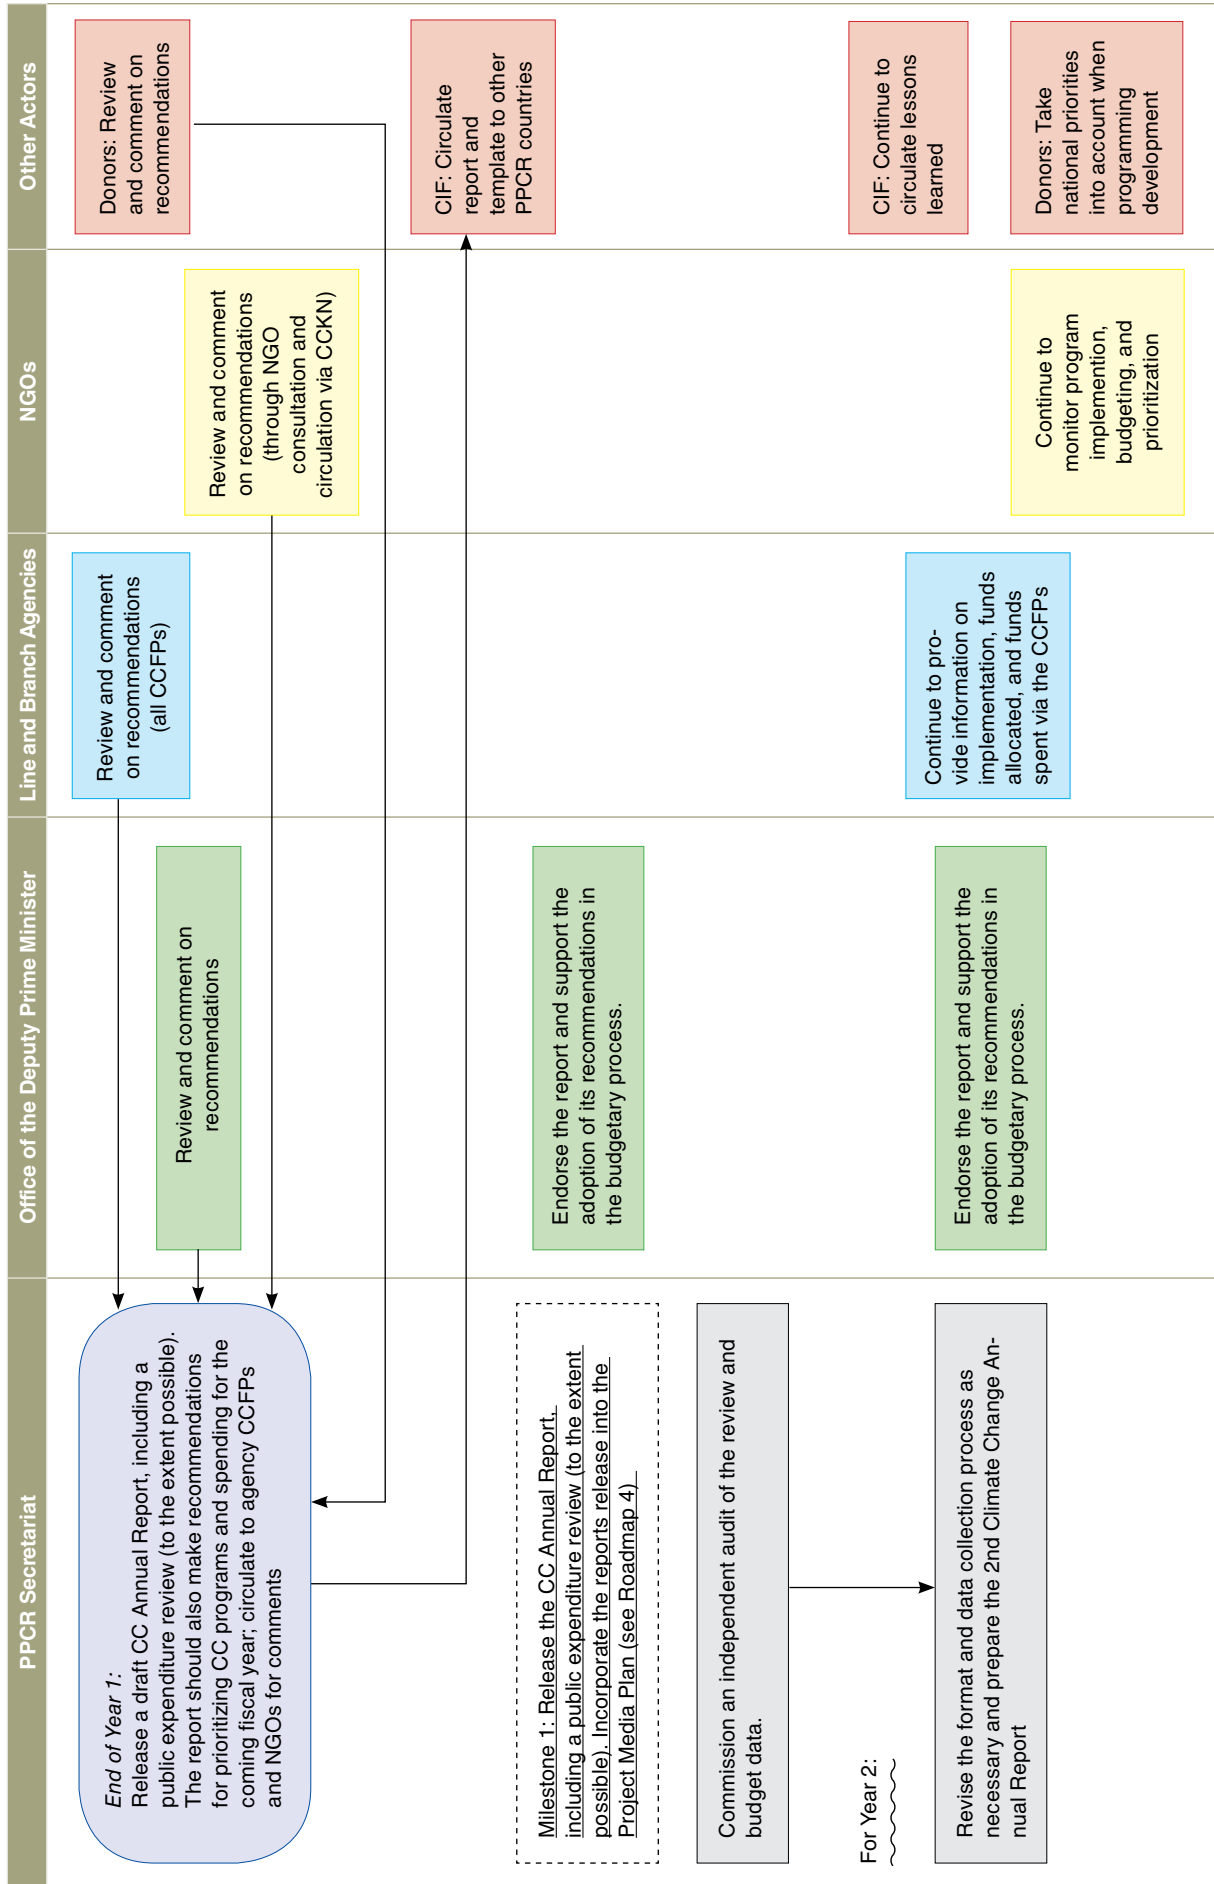 PPCR Secretariat
Office of the Deputy Prime Minister
Line and Branch Agencies
NGOs
Other Actors
End of Year 1:
Release a draft CC Annual Report, including a
public expenditure review (to the extent possible).
The report should also make recommendations
for prioritizing CC programs and spending for the
coming fiscal year; circulate to agency CCFPs
and NGOs for comments
Review and comment on
recommendations
Review and comment
on recommendations
(all CCFPs)
Review and comment
on recommendations
(through NGO
consultation and
circulation via CCKN)
Donors: Review
and comment on
recommendations
CIF: Circulate
report and
template to other
PPCR countries
Milestone 1: Release the CC Annual Report,
including a public expenditure review (to the extent
possible). Incorporate the reports release into the
Project Media Plan (see Roadmap 4)
Endorse the report and support the
adoption of its recommendations in
the budgetary process.
Commission an independent audit of the review and
budget data.
For Year 2:
Revise the format and data collection process as
necessary and prepare the 2nd Climate Change An-
nual Report
Endorse the report and support the
adoption of its recommendations in
the budgetary process.
Continue to pro-
vide information on
implementation, funds
allocated, and funds
spent via the CCFPs
Continue to
monitor program
implemention,
budgeting, and
prioritization
CIF: Continue to
circulate lessons
learned
Donors: Take
national priorities
into account when
programming
development